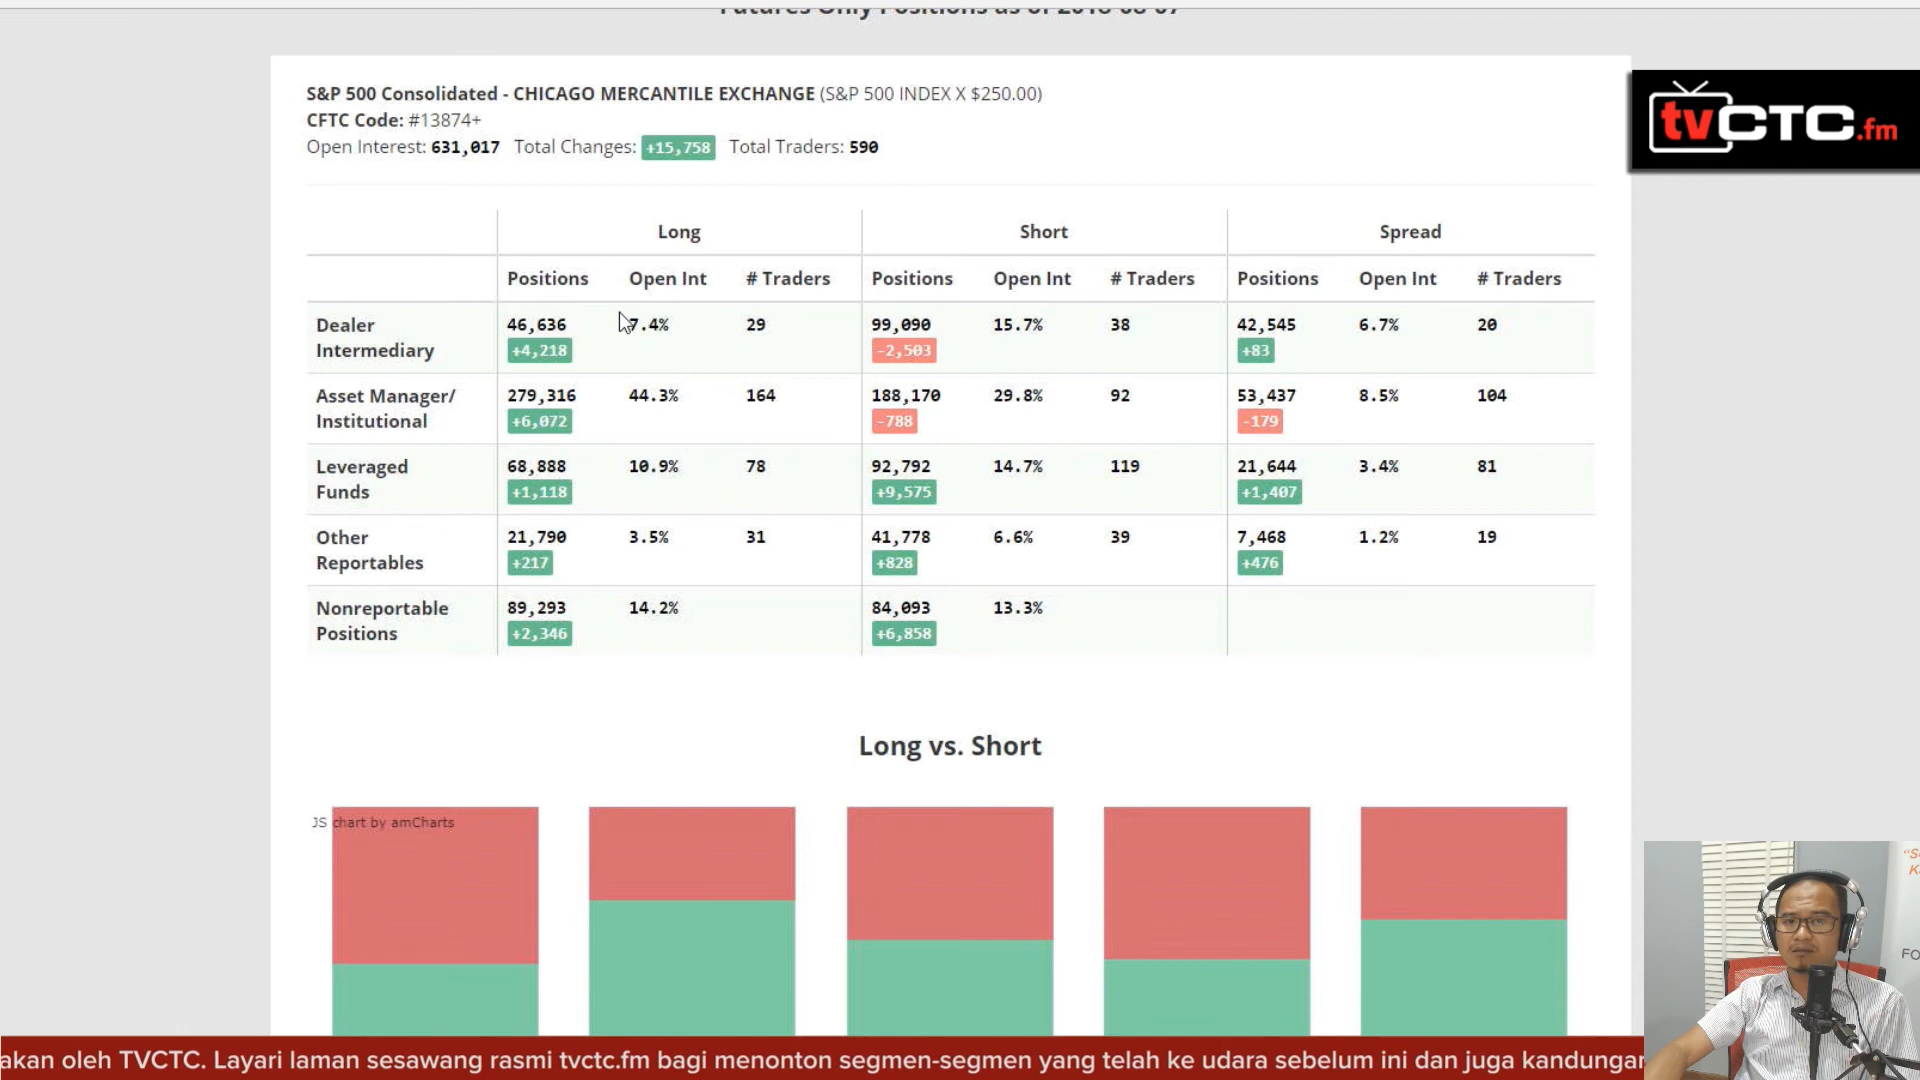 Futures Only Positions as of 2018-08-07
S&P 500 Consolidated - CHICAGO MERCANTILE EXCHANGE (S&P 500 INDEX X $250.00)
CFTC Code: #13874+
Open Interest: 631,017 Total Changes: +15,758 Total Traders: 590
tvCTC.fm
Long Short Spread
Positions Open Int # Traders Positions Open Int # Traders Positions Open Int # Traders
Dealer Intermediary 46,636 7.4% 29 99,090 15.7% 38 42,545 6.7% 20
+4,218 -2,503 +83
Asset Manager/ Institutional 279,316 44.3% 164 188,170 29.8% 92 53,437 8.5% 104
+6,072 -788 -179
Leveraged Funds 68,888 10.9% 78 92,792 14.7% 119 21,644 3.4% 81
+1,118 +9,575 +1,407
Other Reportables 21,790 3.5% 31 41,778 6.6% 39 7,468 1.2% 19
+217 +828 +476
Nonreportable Positions 89,293 14.2% 84,093 13.3%
+2,346 +6,858
Long vs. Short
JS chart by amCharts
akan oleh TVCTC. Layari laman sesawang rasmi tvctc.fm bagi menonton segmen-segmen yang telah ke udara sebelum ini dan juga kandungan